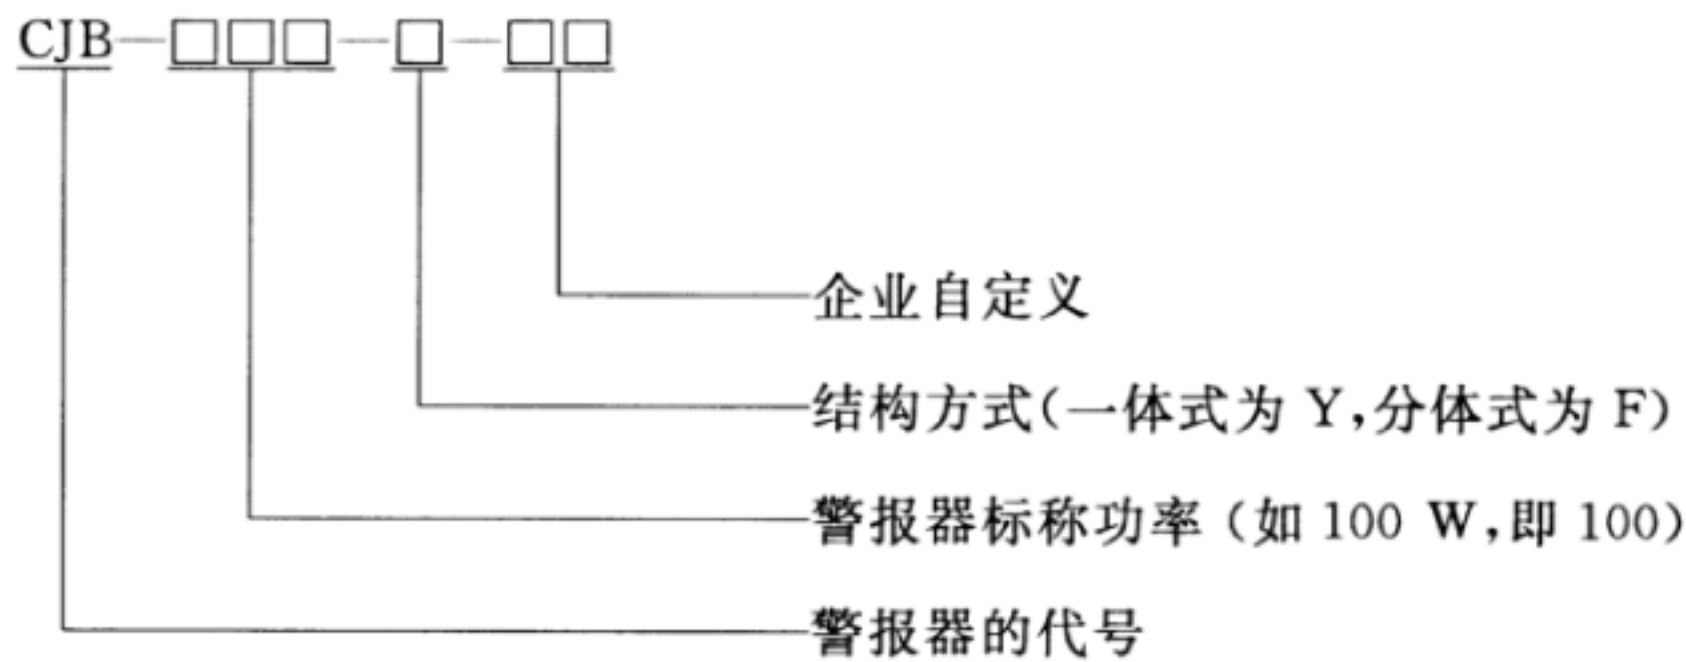 CJB—□□□—□—□□
企业自定义
结构方式(一体式为 Y,分体式为 F)
警报器标称功率(如 100 W,即 100)
警报器的代号